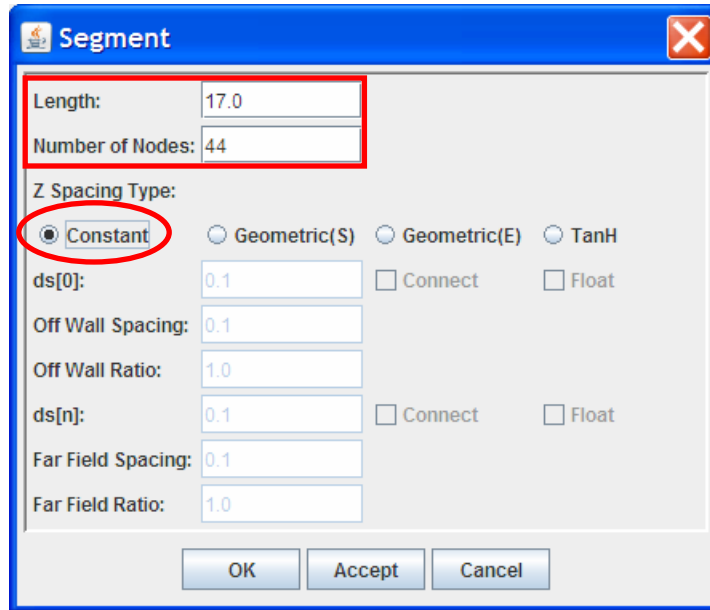 Segment
Length: 17.0
Number of Nodes: 44
Z Spacing Type:
Constant Geometric(S) Geometric(E) TanH
ds[0]: 0.1 Connect Float
Off Wall Spacing: 0.1
Off Wall Ratio: 1.0
ds[n]: 0.1 Connect Float
Far Field Spacing: 0.1
Far Field Ratio: 1.0
OK Accept Cancel